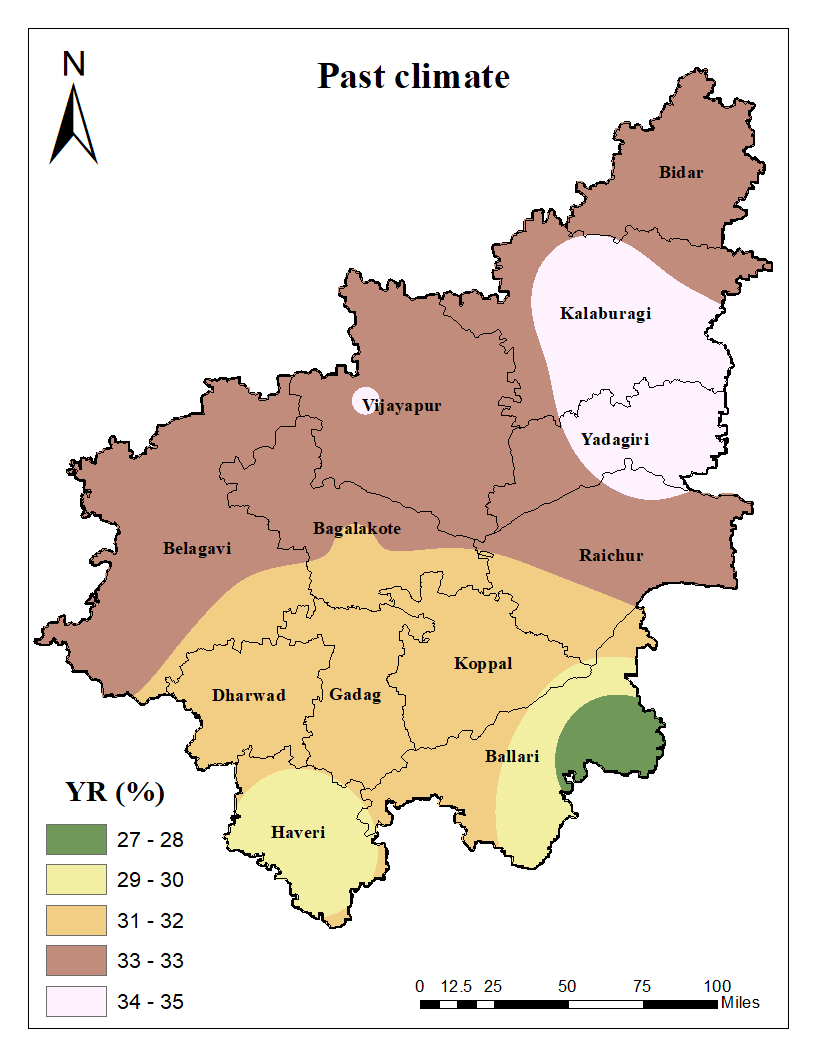 N
Past climate
Bidar
Kalaburagi
Vijayapur
Yadagiri
Bagalakote
Belagavi
Raichur
Koppal
Dharwad
Gadag
Ballari
Haveri
YR (%)
27 - 28
29 - 30
31 - 32
33 - 33
34 - 35
0 12.5 25 50 75 100
Miles